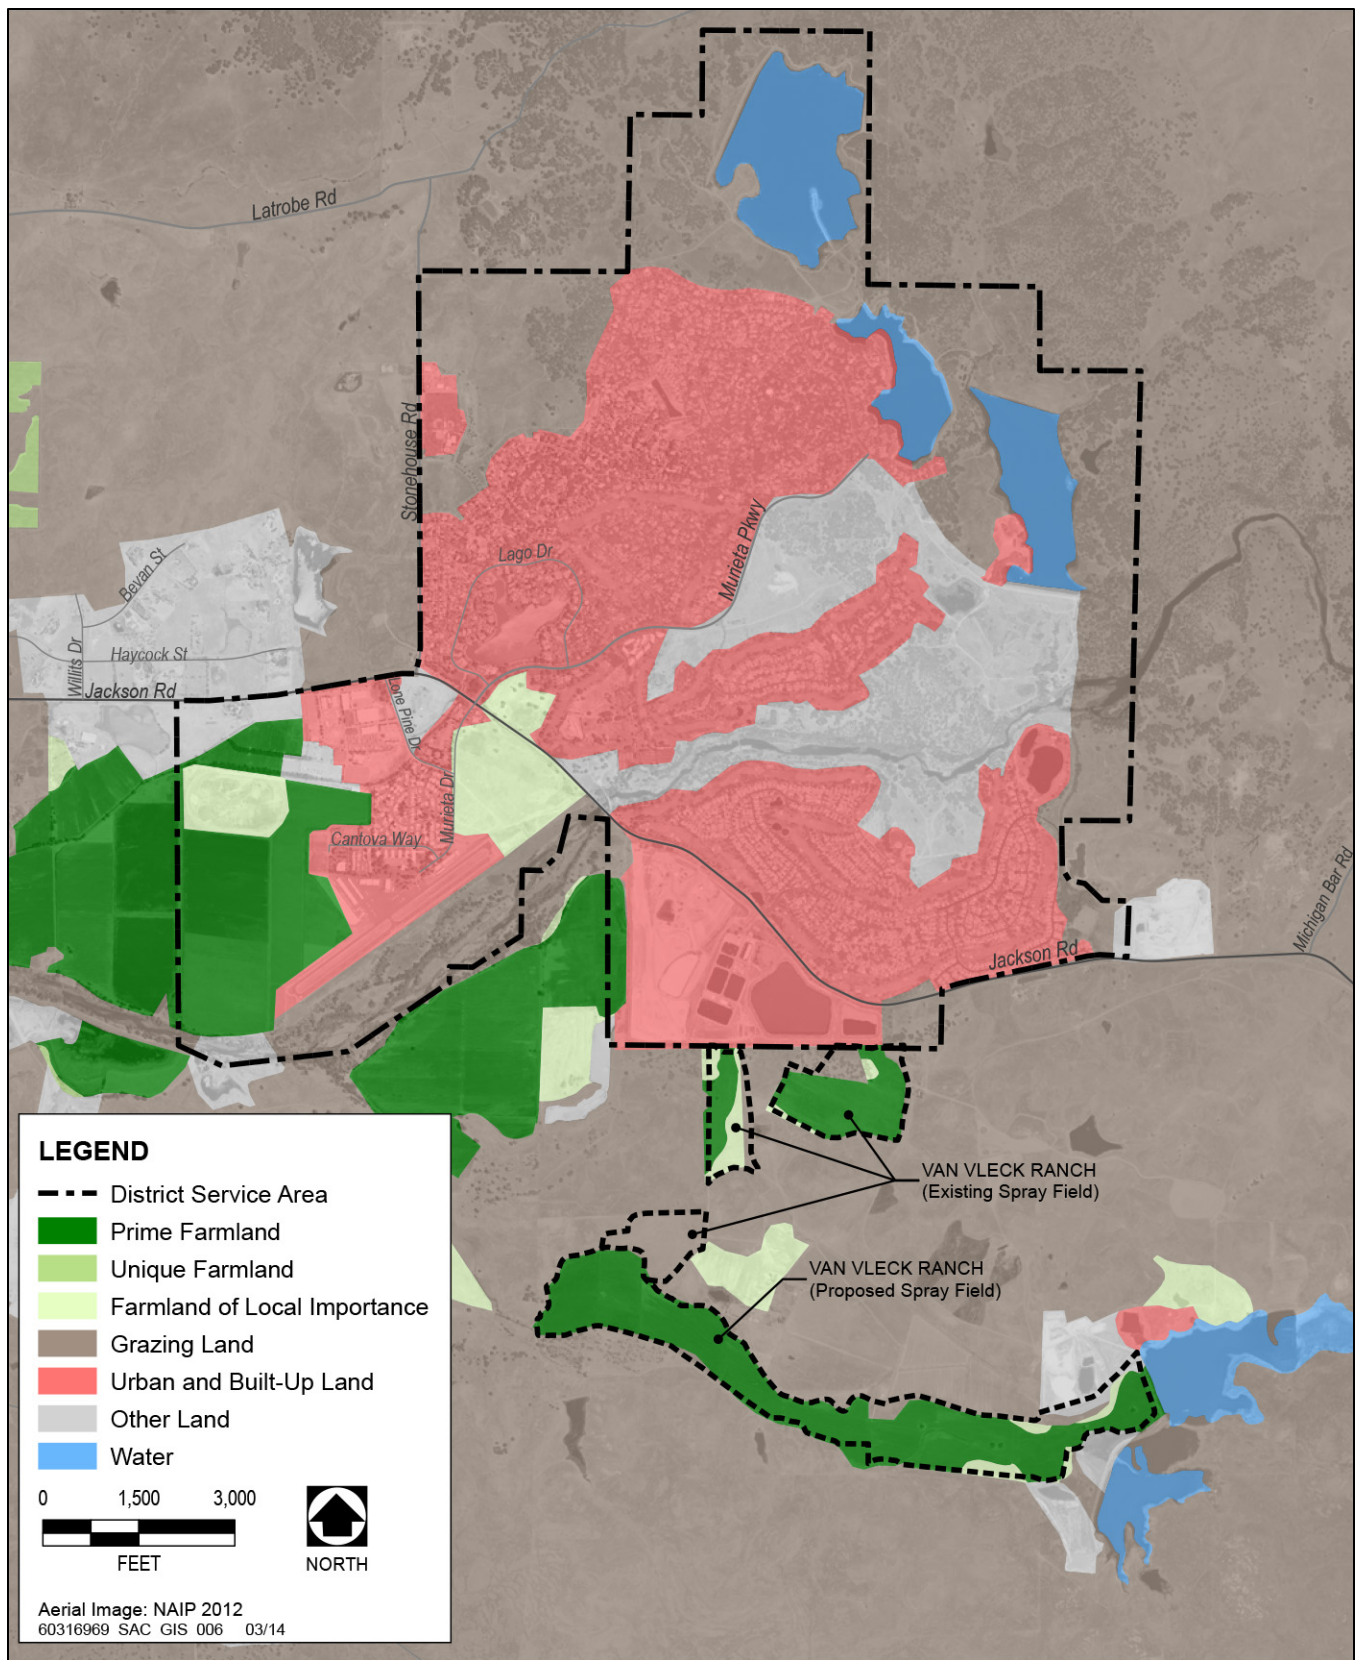 Latrobe Rd
Stonehouse Rd
Murieta Pkwy
Lago Dr
Bevan St
Willits Dr
Haycock St
Jackson Rd
Lone Pine Dr
Murieta Dr
Cantova Way
Jackson Rd
Michigan Bar Rd
VAN VLECK RANCH
(Existing Spray Field)
VAN VLECK RANCH
(Proposed Spray Field)
LEGEND
District Service Area
Prime Farmland
Unique Farmland
Farmland of Local Importance
Grazing Land
Urban and Built-Up Land
Other Land
Water
0 1,500 3,000
FEET
NORTH
Aerial Image: NAIP 2012
60316969 SAC GIS 006 03/14